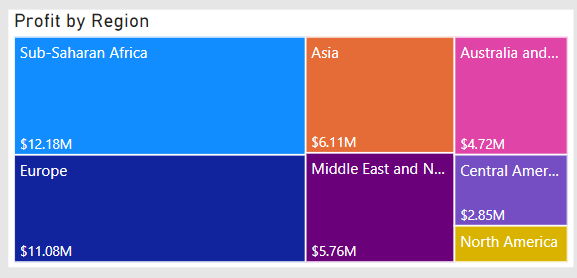 Profit by Region
Sub-Saharan Africa
$12.18M
Europe
$11.08M
Asia
$6.11M
Middle East and N...
$5.76M
Australia and...
$4.72M
Central Amer...
$2.85M
North America